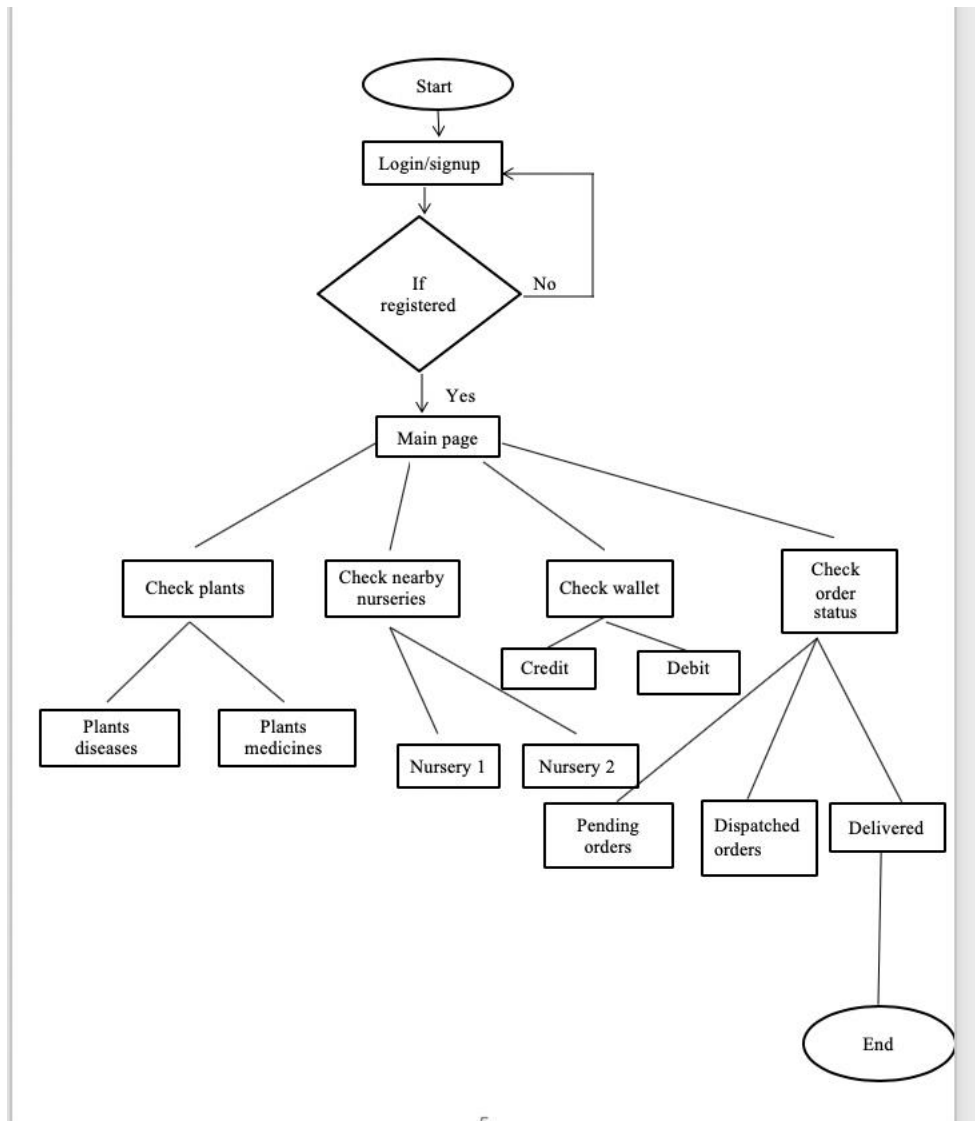 Start
Login/signup
If
registered
No
Yes
Main page
Check plants
Check nearby
nurseries
Check wallet
Check
order
status
Credit
Debit
Plants
diseases
Plants
medicines
Nursery 1
Nursery 2
Pending
orders
Dispatched
orders
Delivered
End